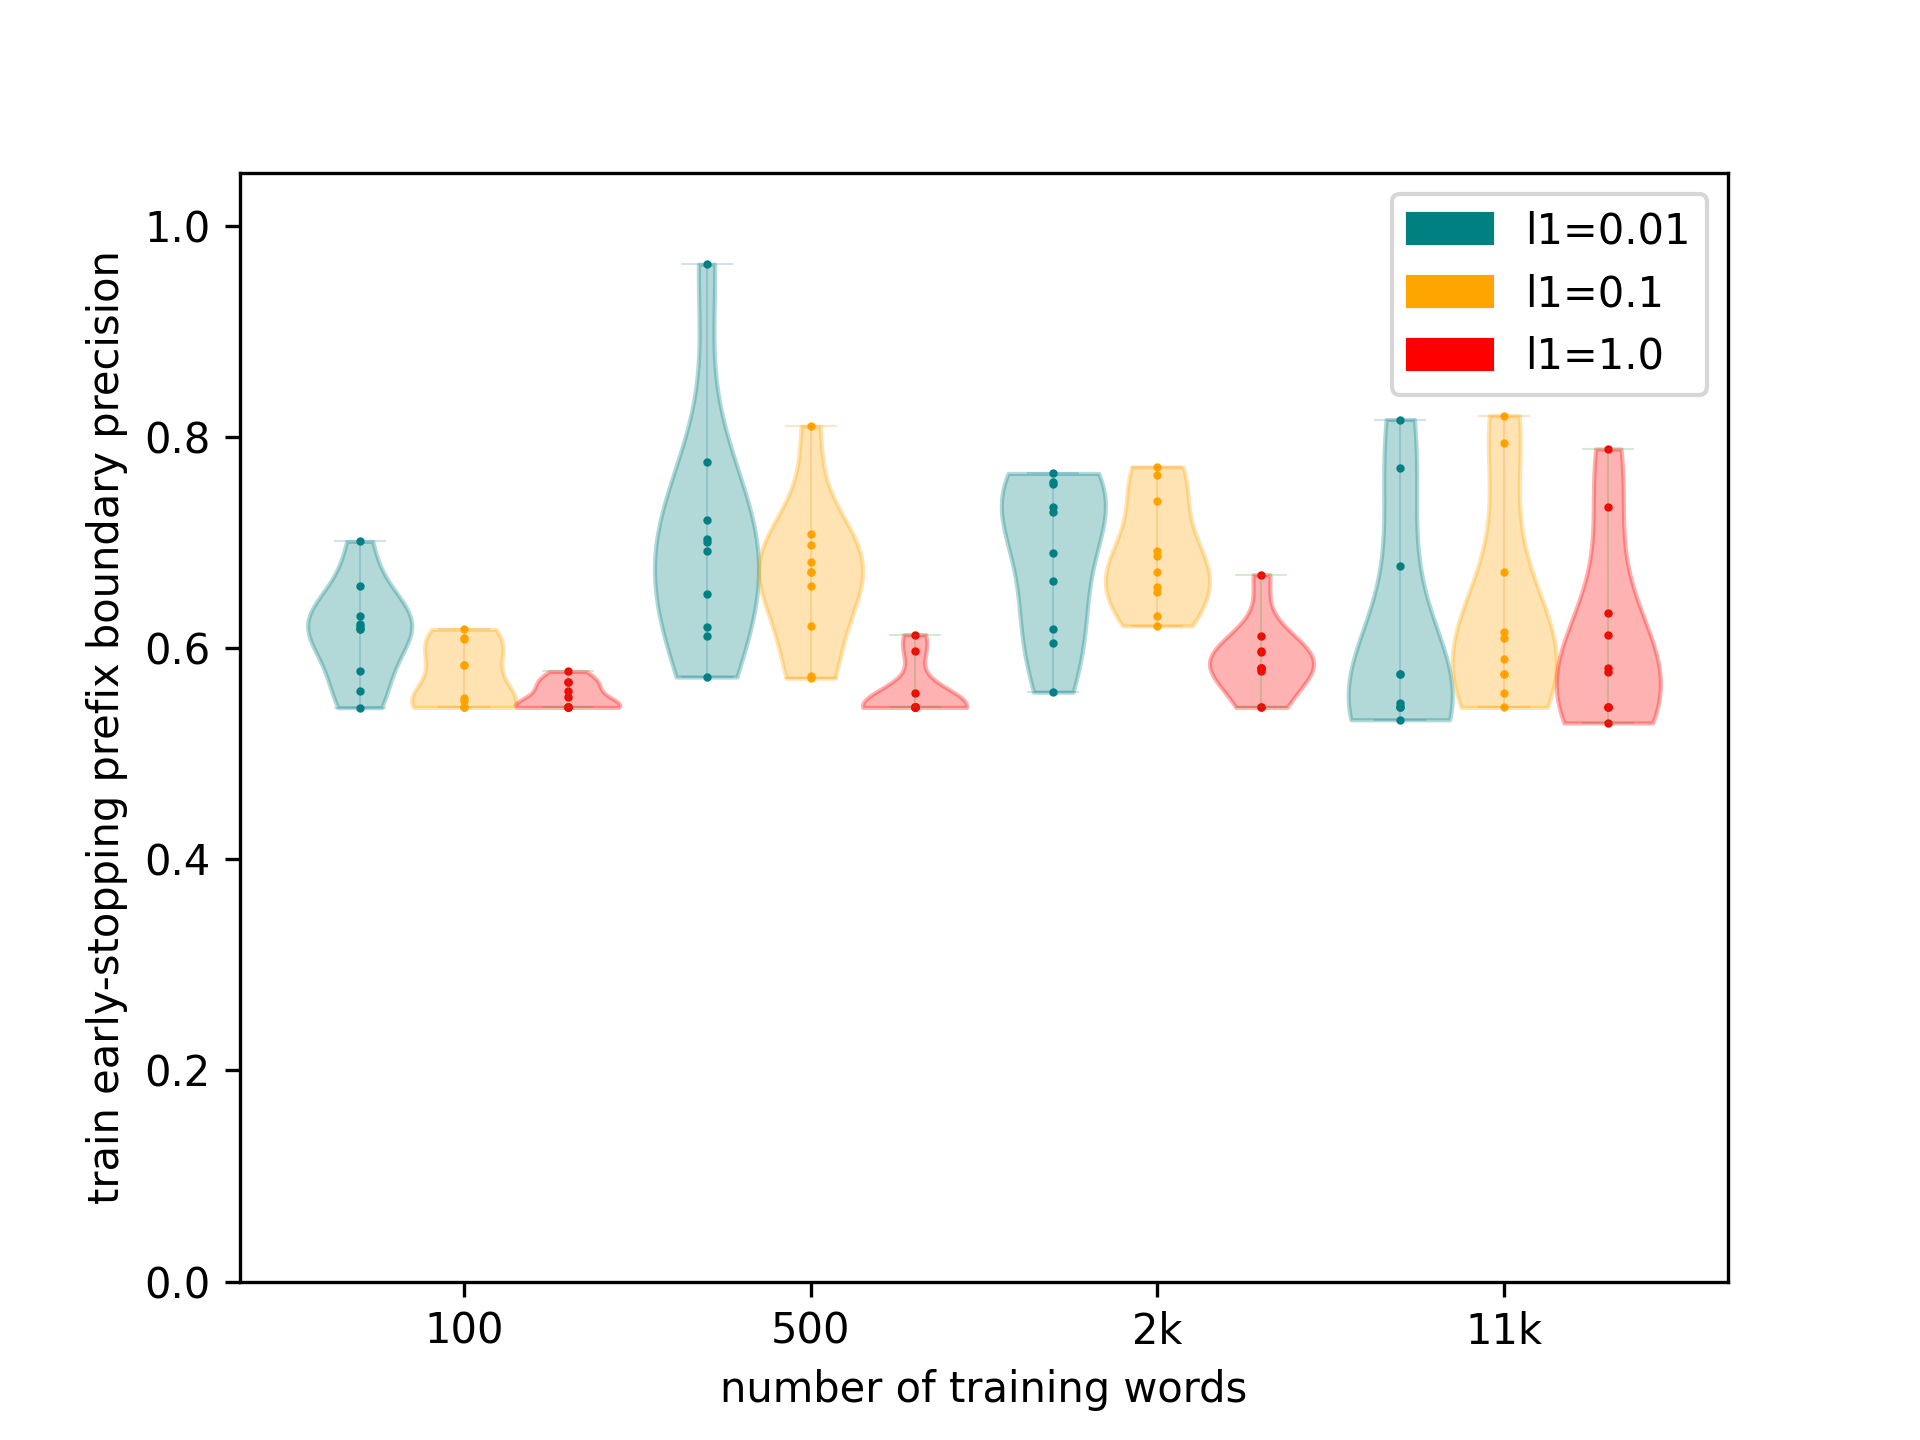 l1=0.01
l1=0.1
l1=1.0
train early-stopping prefix boundary precision
1.0
0.8
0.6
0.4
0.2
0.0
100 500 2k 11k
number of training words